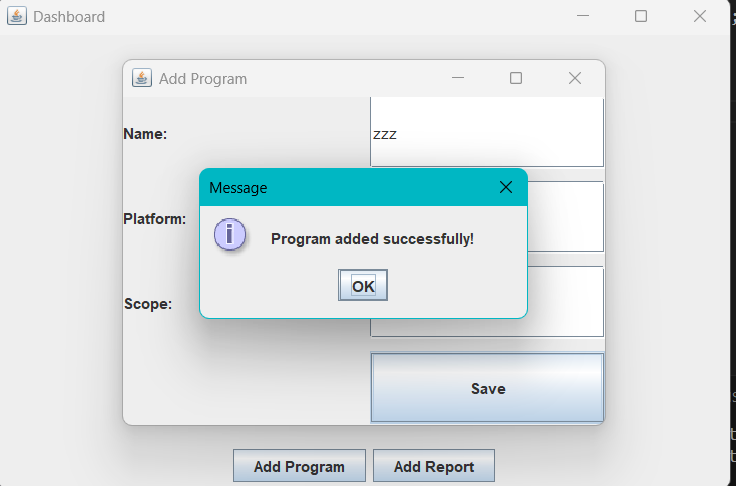 Dashboard
Add Program
Name:
zzz
Message
Platform:
Program added successfully!
OK
Scope:
Save
Add Program
Add Report